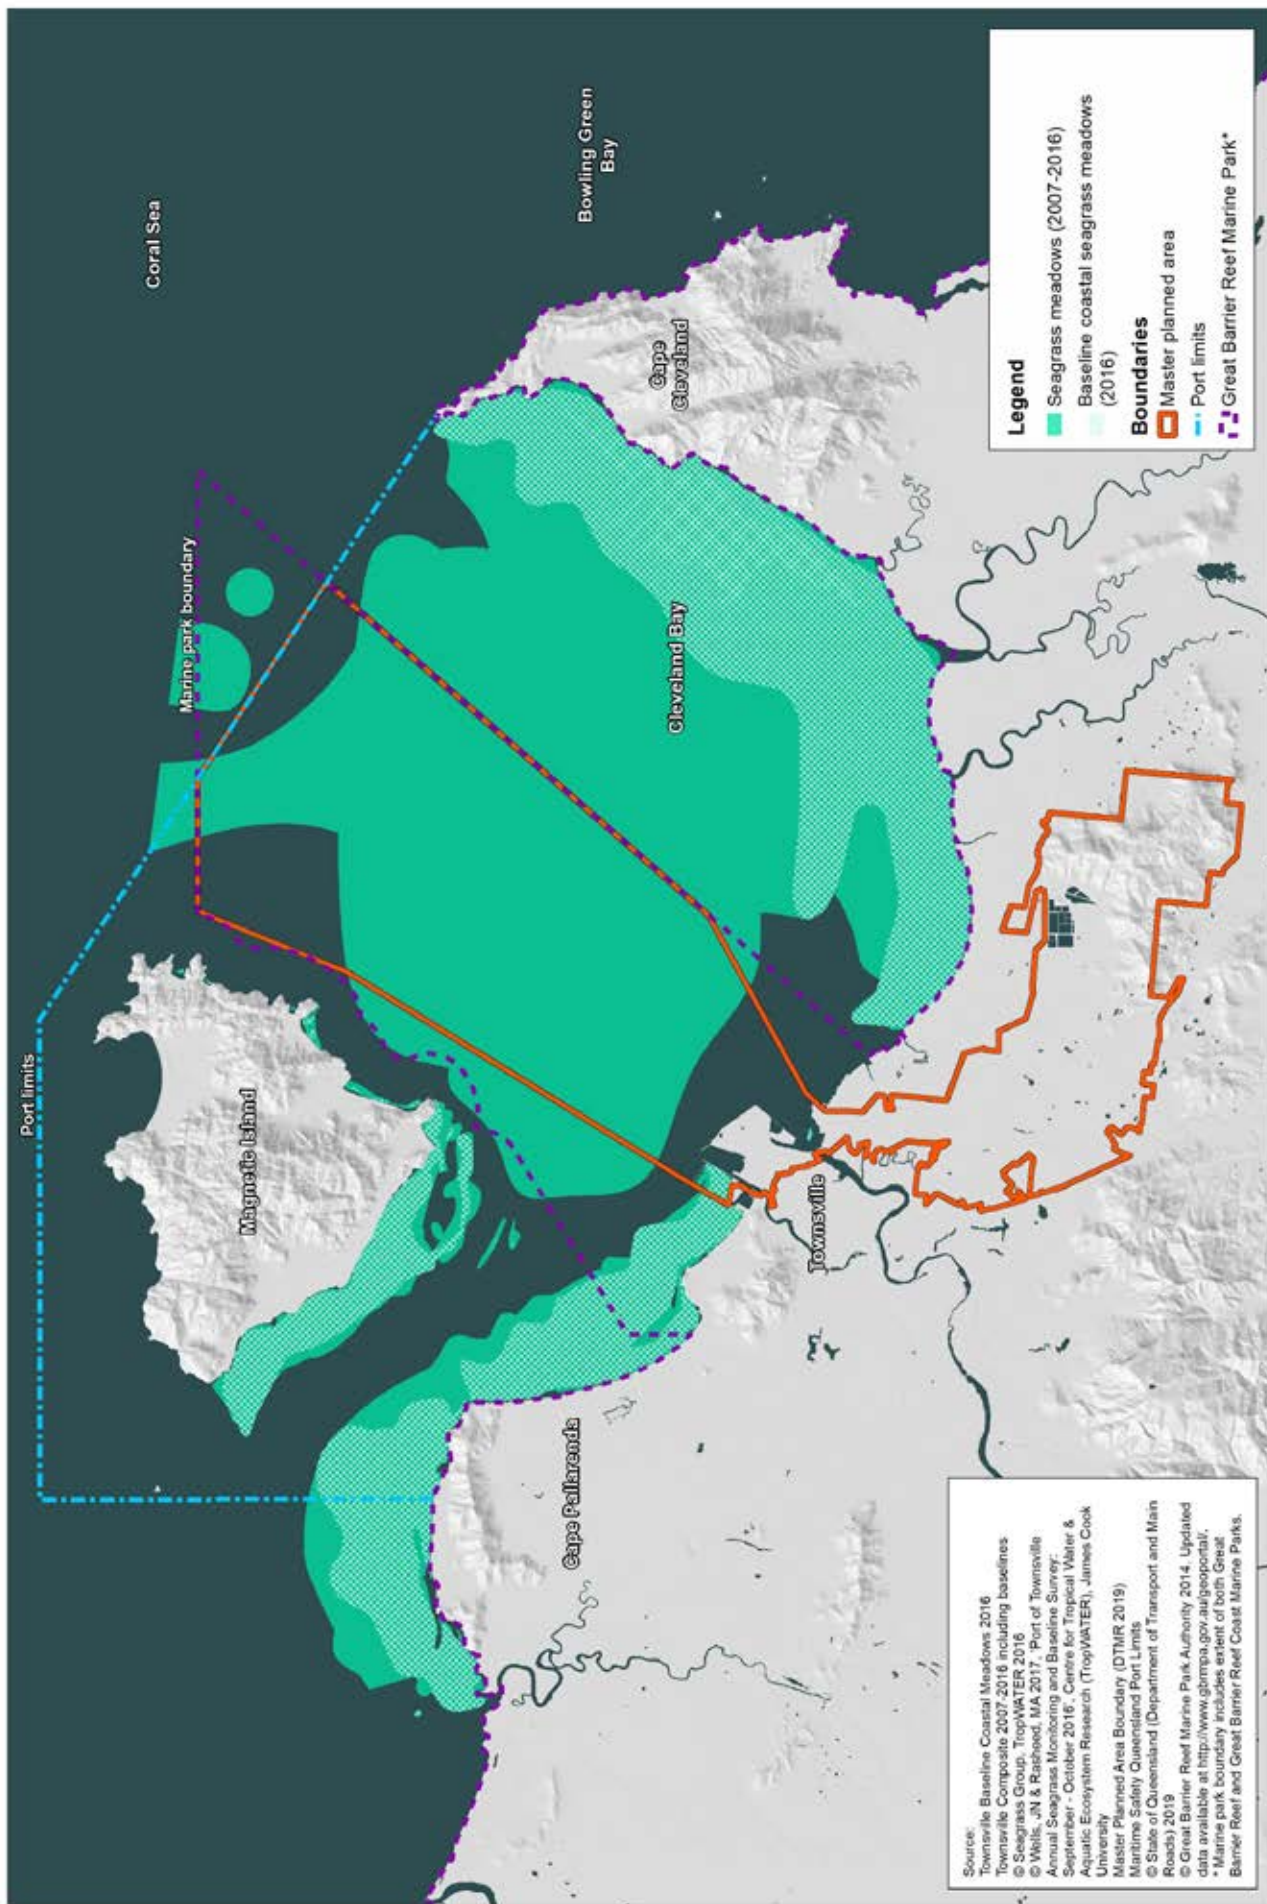 Port limits
Marine park boundary
Coral Sea
Magnetic Island
Bowling Green
Bay
Cape
Cleveland
Cleveland Bay
Cape Pallarenda
Townsville
Legend
Seagrass meadows (2007-2016)
Baseline coastal seagrass meadows
(2016)
Boundaries
Master planned area
Port limits
Great Barrier Reef Marine Park*
Source:
Townsville Baseline Coastal Meadows 2016
Townsville Composite 2007-2016 including baselines
© Seagrass Group, TropWATER 2016
© Wells, JN & Rasheed, MA 2017, 'Port of Townsville
Annual Seagrass Monitoring and Baseline Survey:
September - October 2016', Centre for Tropical Water &
Aquatic Ecosystem Research (TropWATER), James Cook
University
Master Planned Area Boundary (DTMR 2019)
Maritime Safety Queensland Port Limits
© State of Queensland (Department of Transport and Main
Roads) 2019
© Great Barrier Reef Marine Park Authority 2014. Updated
data available at http://www.gbrmpa.gov.au/geoportal/.
* Marine park boundary includes extent of both Great
Barrier Reef and Great Barrier Reef Coast Marine Parks.